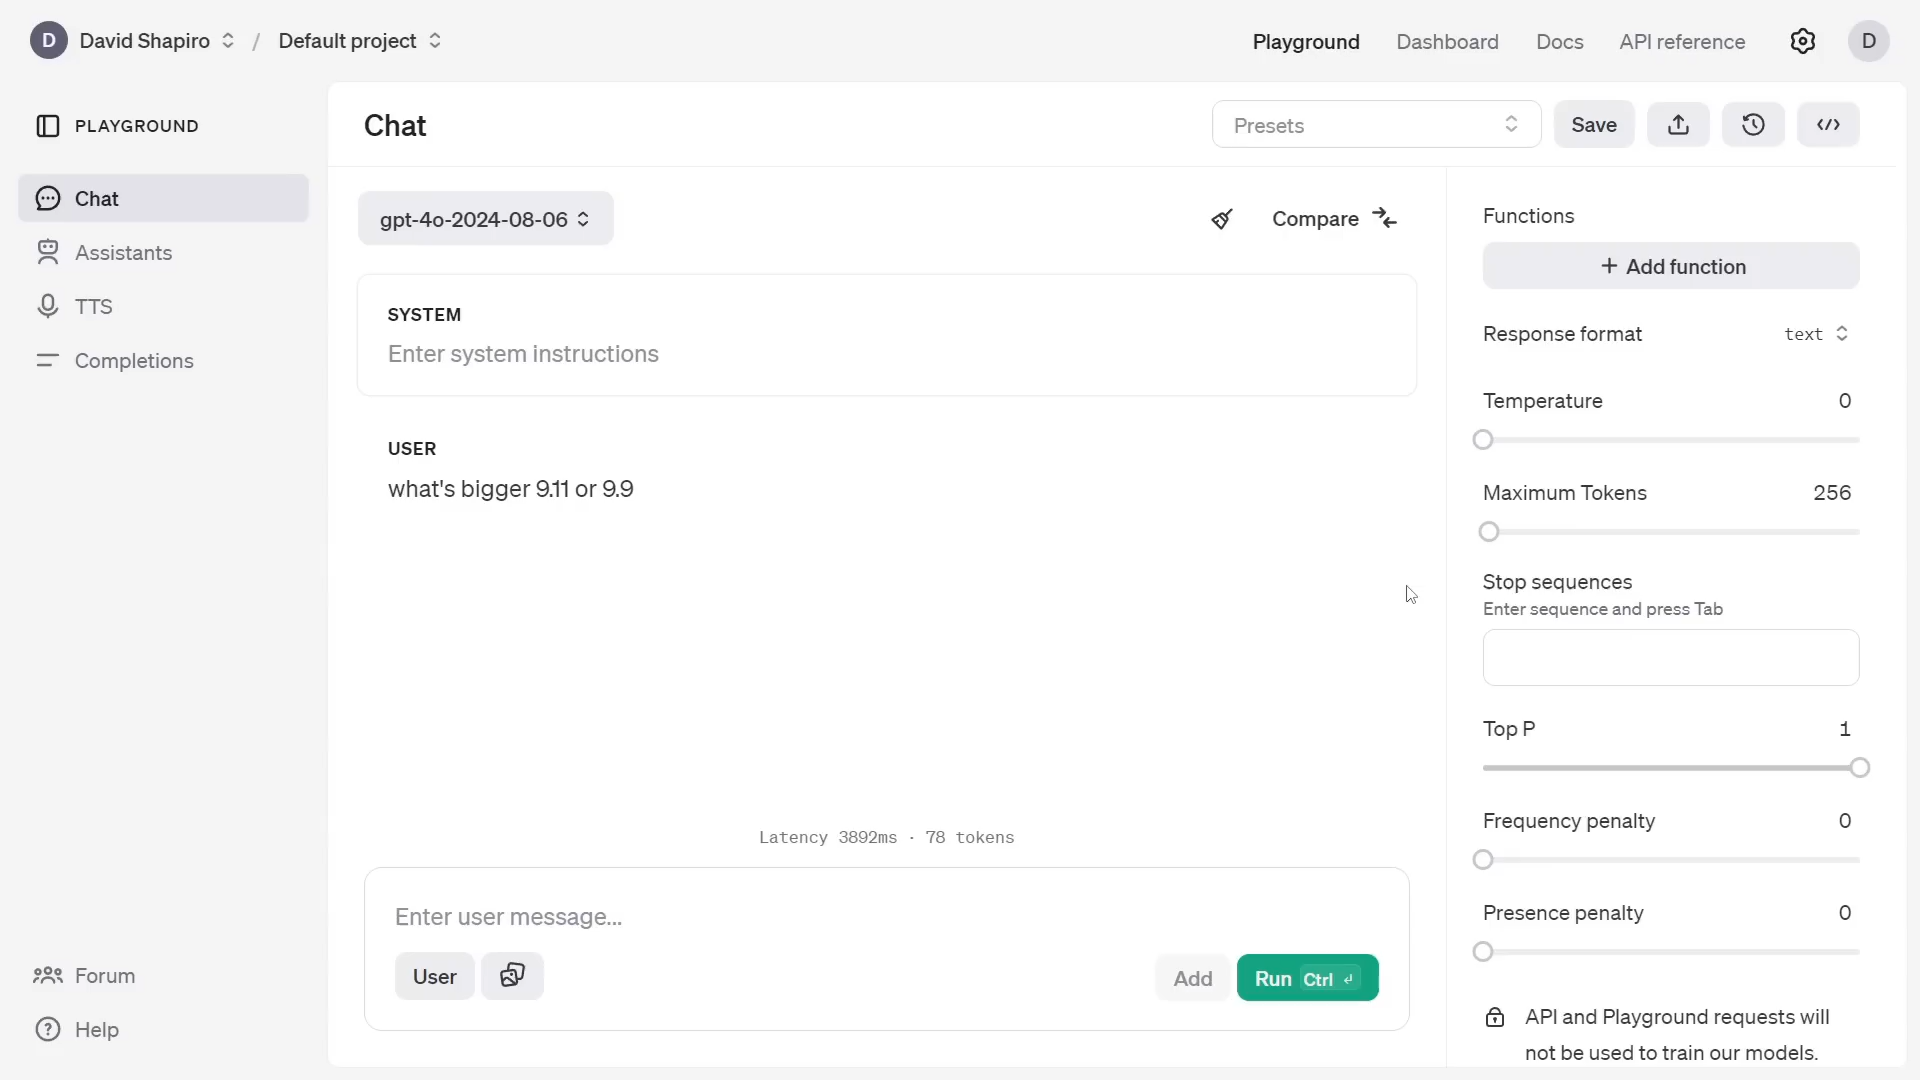 D David Shapiro / Default project
Playground Dashboard Docs API reference D
PLAYGROUND
Chat
Assistants
TTS
Completions
Forum
Help
Chat
Presets
Save
gpt-4o-2024-08-06
Compare
SYSTEM
Enter system instructions
USER
what's bigger 9.11 or 9.9
Latency 3892ms · 78 tokens
Enter user message...
User
Add
Run Ctrl ↵
Functions
+ Add function
Response format text
Temperature 0
Maximum Tokens 256
Stop sequences
Enter sequence and press Tab
Top P 1
Frequency penalty 0
Presence penalty 0
API and Playground requests will
not be used to train our models.